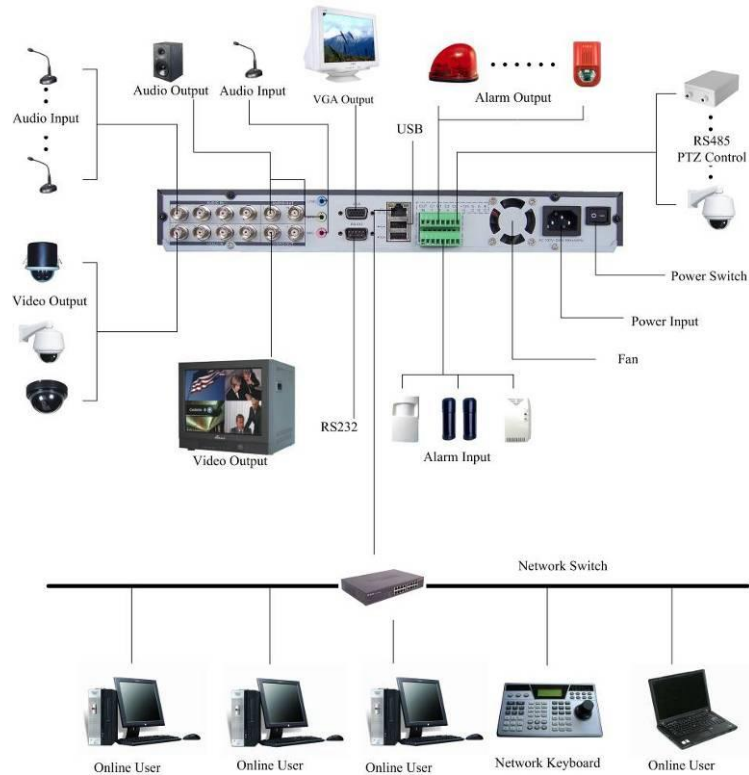 Audio Output
Audio Input
VGA Output
Alarm Output
Audio Input
USB
RS485
PTZ Control
Video Output
Power Switch
Power Input
Fan
RS232
Video Output
Alarm Input
Network Switch
Online User
Online User
Online User
Network Keyboard
Online User